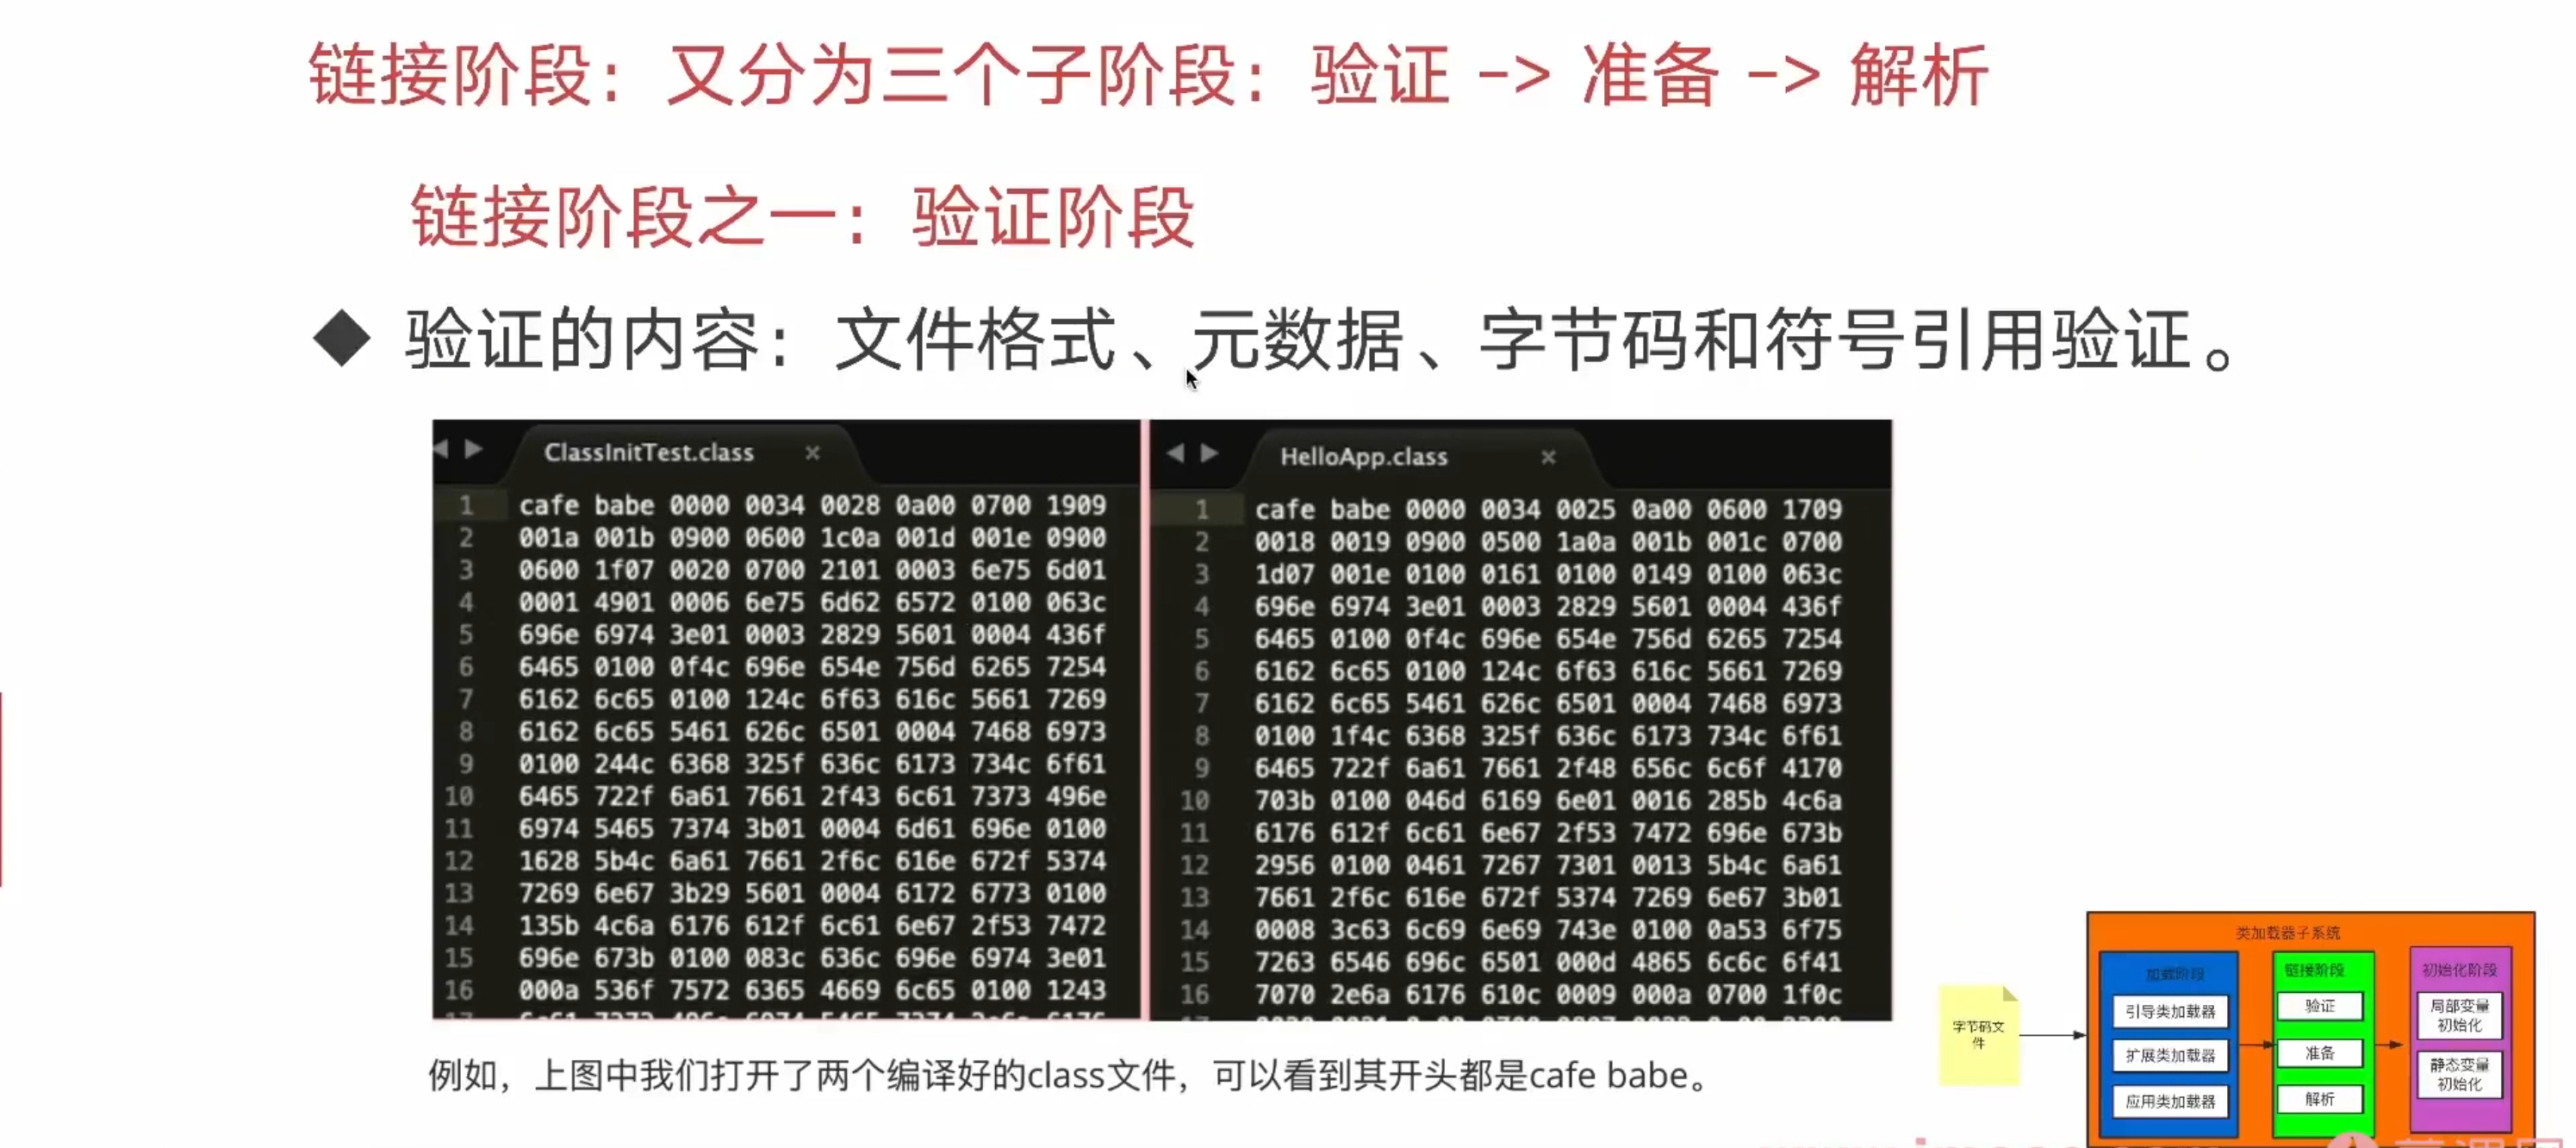 链接阶段：又分为三个子阶段：验证 -> 准备 -> 解析
链接阶段之一：验证阶段
◆ 验证的内容：文件格式、元数据、字节码和符号引用验证。
ClassInitTest.class ×
1 cafe babe 0000 0034 0028 0a00 0700 1909
2 001a 001b 0900 0600 1c0a 001d 001e 0900
3 0600 1f07 0020 0700 2101 0003 6e75 6d01
4 0001 4901 0006 6e75 6d62 6572 0100 063c
5 696e 6974 3e01 0003 2829 5601 0004 436f
6 6465 0100 0f4c 696e 654e 756d 6265 7254
7 6162 6c65 0100 124c 6f63 616c 5661 7269
8 6162 6c65 5461 626c 6501 0004 7468 6973
9 0100 244c 6368 325f 636c 6173 734c 6f61
10 6465 722f 6a61 7661 2f43 6c61 7373 496e
11 6974 5465 7374 3b01 0004 6d61 696e 0100
12 1628 5b4c 6a61 7661 2f6c 616e 672f 5374
13 7269 6e67 3b29 5601 0004 6172 6773 0100
14 135b 4c6a 6176 612f 6c61 6e67 2f53 7472
15 696e 673b 0100 083c 636c 696e 6974 3e01
16 000a 536f 7572 6365 4669 6c65 0100 1243
HelloApp.class ×
1 cafe babe 0000 0034 0025 0a00 0600 1709
2 0018 0019 0900 0500 1a0a 001b 001c 0700
3 1d07 001e 0100 0161 0100 0149 0100 063c
4 696e 6974 3e01 0003 2829 5601 0004 436f
5 6465 0100 0f4c 696e 654e 756d 6265 7254
6 6162 6c65 0100 124c 6f63 616c 5661 7269
7 6162 6c65 5461 626c 6501 0004 7468 6973
8 0100 1f4c 6368 325f 636c 6173 734c 6f61
9 6465 722f 6a61 7661 2f48 656c 6c6f 4170
10 703b 0100 046d 6169 6e01 0016 285b 4c6a
11 6176 612f 6c61 6e67 2f53 7472 696e 673b
12 2956 0100 0461 7267 7301 0013 5b4c 6a61
13 7661 2f6c 616e 672f 5374 7269 6e67 3b01
14 0008 3c63 6c69 6e69 743e 0100 0a53 6f75
15 7263 6546 696c 6501 000d 4865 6c6c 6f41
16 7070 2e6a 6176 610c 0009 000a 0700 1f0c
例如，上图中我们打开了两个编译好的class文件，可以看到其开头都是cafe babe。
字节码文
件
类加载器子系统
加载阶段
引导类加载器
扩展类加载器
应用类加载器
链接阶段
验证
准备
解析
初始化阶段
局部变量
初始化
静态变量
初始化